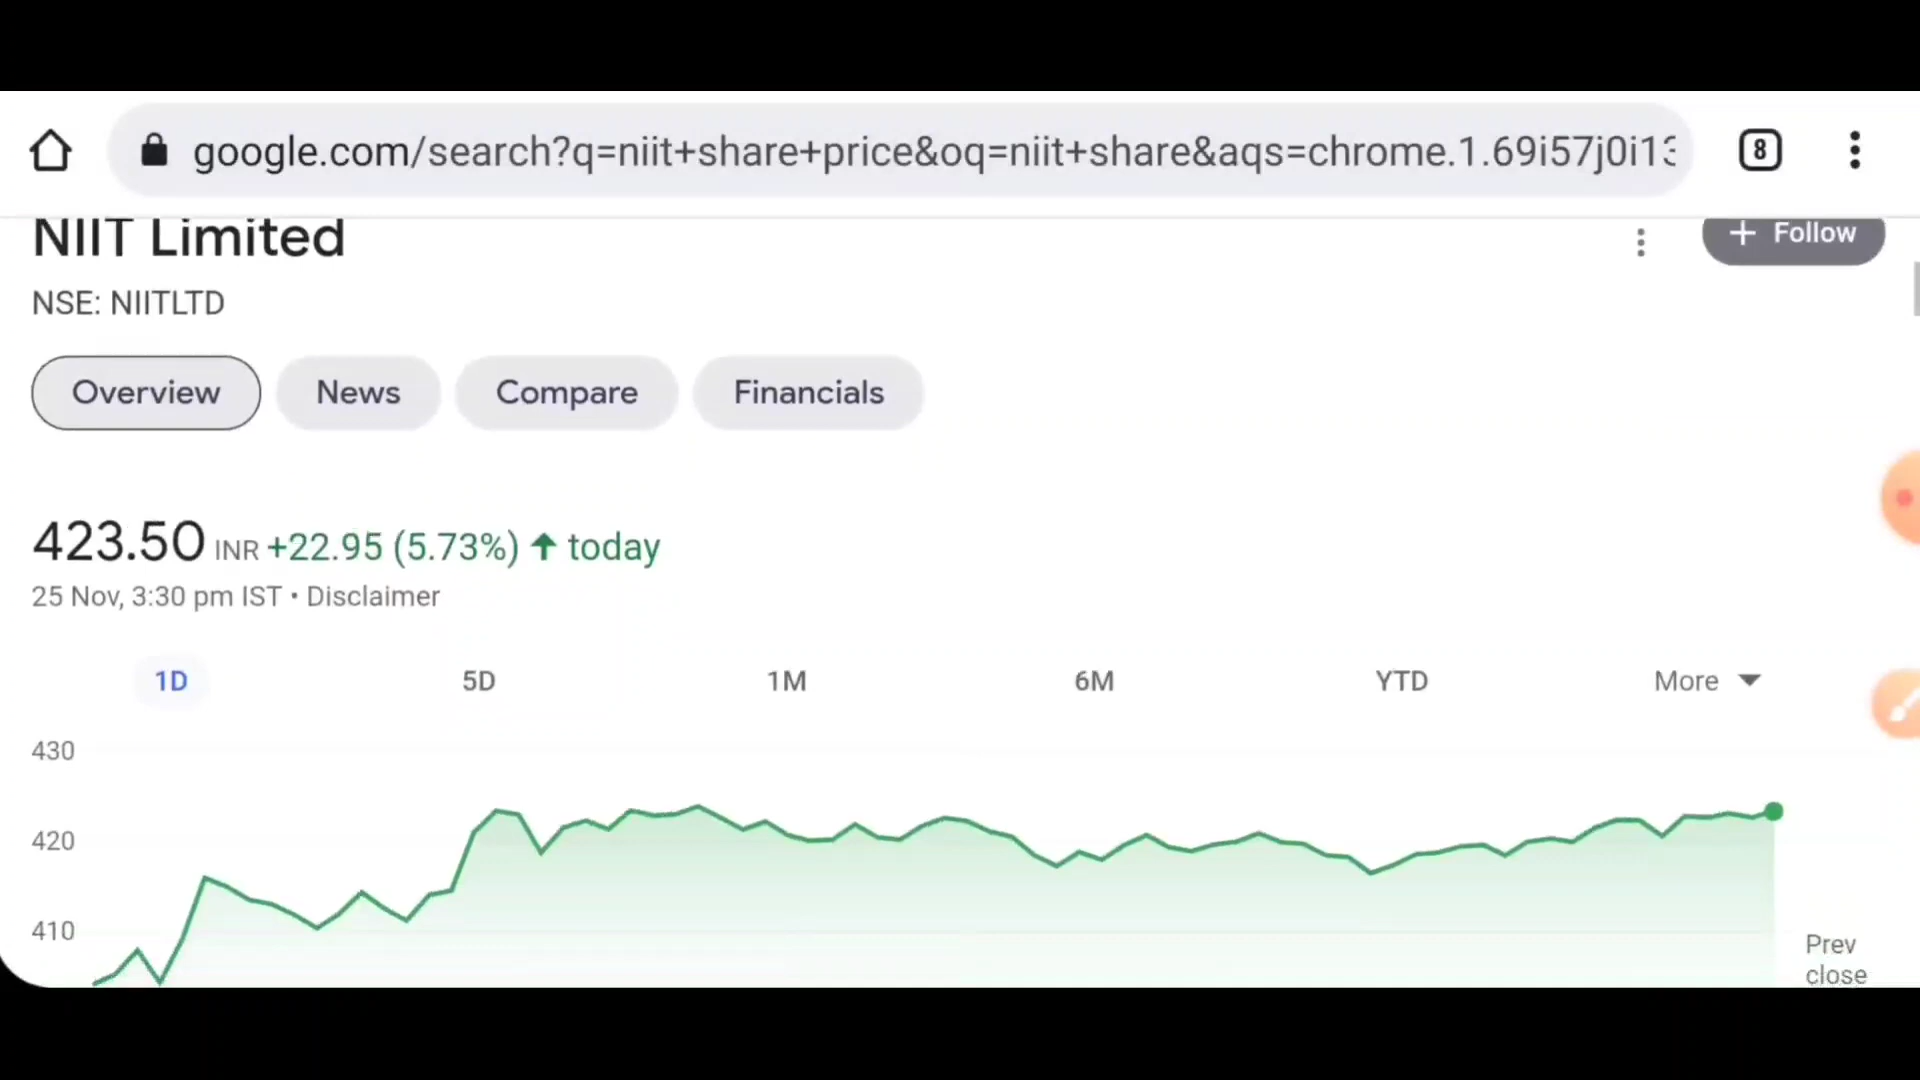 google.com/search?q=niit+share+price&oq=niit+share&aqs=chrome.1.69i57j0i13
8
NIIT Limited
+ Follow
NSE: NIITLTD
Overview News Compare Financials
423.50 INR +22.95 (5.73%) ↑ today
25 Nov, 3:30 pm IST • Disclaimer
1D 5D 1M 6M YTD More
430
420
410
Prev
close